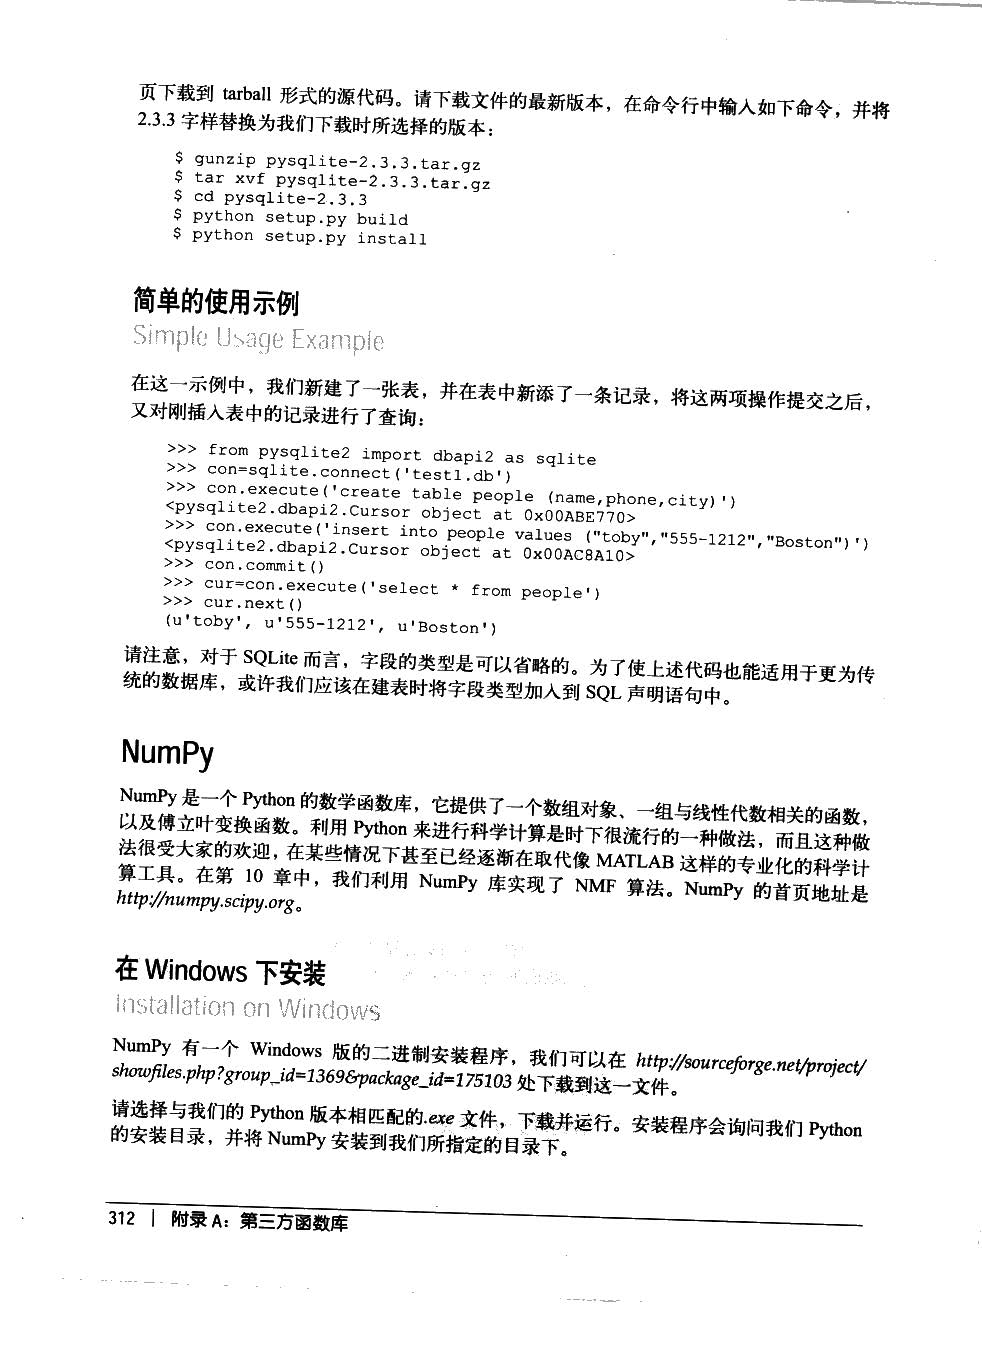 页下载到 tarball 形式的源代码。请下载文件的最新版本，在命令行中输入如下命令，并将
2.3.3 字样替换为我们下载时所选择的版本：
$ gunzip pysqlite-2.3.3.tar.gz
$ tar xvf pysqlite-2.3.3.tar.gz
$ cd pysqlite-2.3.3
$ python setup.py build
$ python setup.py install
简单的使用示例
Simple Usage Example
在这一示例中，我们新建了一张表，并在表中新添了一条记录，将这两项操作提交之后，
又对刚插入表中的记录进行了查询：
>>> from pysqlite2 import dbapi2 as sqlite
>>> con=sqlite.connect('test1.db')
>>> con.execute('create table people (name,phone,city)')
<pysqlite2.dbapi2.Cursor object at 0x00ABE770>
>>> con.execute('insert into people values ("toby","555-1212","Boston")')
<pysqlite2.dbapi2.Cursor object at 0x00AC8A10>
>>> con.commit()
>>> cur=con.execute('select * from people')
>>> cur.next()
(u'toby', u'555-1212', u'Boston')
请注意，对于 SQLite 而言，字段的类型是可以省略的。为了使上述代码也能适用于更为传
统的数据库，或许我们应该在建表时将字段类型加入到 SQL 声明语句中。
NumPy
NumPy 是一个 Python 的数学函数库，它提供了一个数组对象、一组与线性代数相关的函数，
以及傅立叶变换函数。利用 Python 来进行科学计算是时下很流行的一种做法，而且这种做
法很受大家的欢迎，在某些情况下甚至已经逐渐在取代像 MATLAB 这样的专业化的科学计
算工具。在第 10 章中，我们利用 NumPy 库实现了 NMF 算法。NumPy 的首页地址是
http://numpy.scipy.org。
在 Windows 下安装
Installation on Windows
NumPy 有一个 Windows 版的二进制安装程序，我们可以在 http://sourceforge.net/project/
showfiles.php?group_id=1369&package_id=175103 处下载到这一文件。
请选择与我们的 Python 版本相匹配的.exe 文件，下载并运行。安装程序会询问我们 Python
的安装目录，并将 NumPy 安装到我们所指定的目录下。
312 | 附录 A：第三方函数库